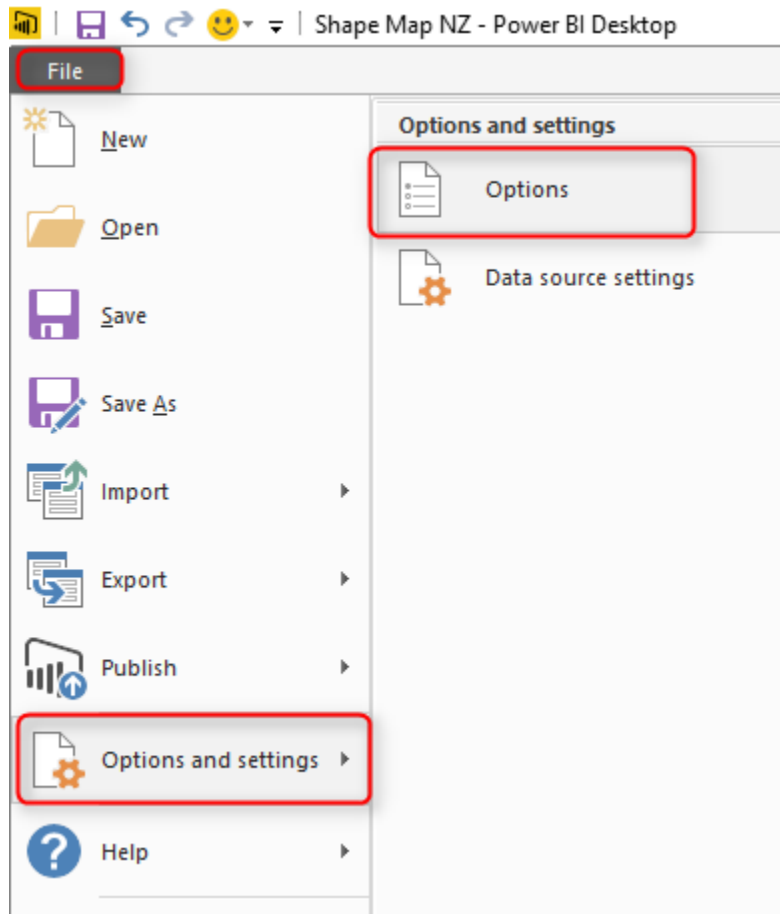 Shape Map NZ - Power BI Desktop
File
New
Open
Save
Save As
Import
Export
Publish
Options and settings
Help
Options and settings
Options
Data source settings